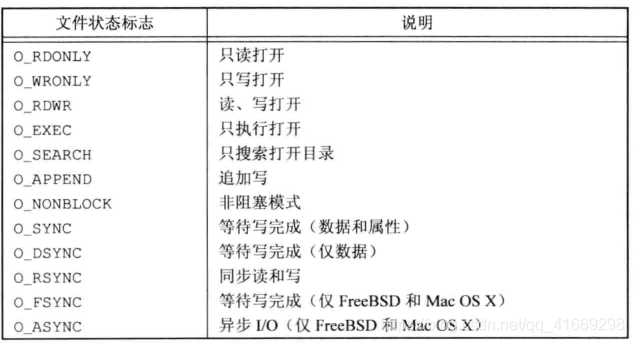 文件状态标志 说明
O_RDONLY 只读打开
O_WRONLY 只写打开
O_RDWR 读、写打开
O_EXEC 只执行打开
O_SEARCH 只搜索打开目录
O_APPEND 追加写
O_NONBLOCK 非阻塞模式
O_SYNC 等待写完成（数据和属性）
O_DSYNC 等待写完成（仅数据）
O_RSYNC 同步读和写
O_FSYNC 等待写完成（仅 FreeBSD 和 Mac OS X）
O_ASYNC 异步 I/O（仅 FreeBSD 和 Mac OS X）
dn.net/qq_41669298